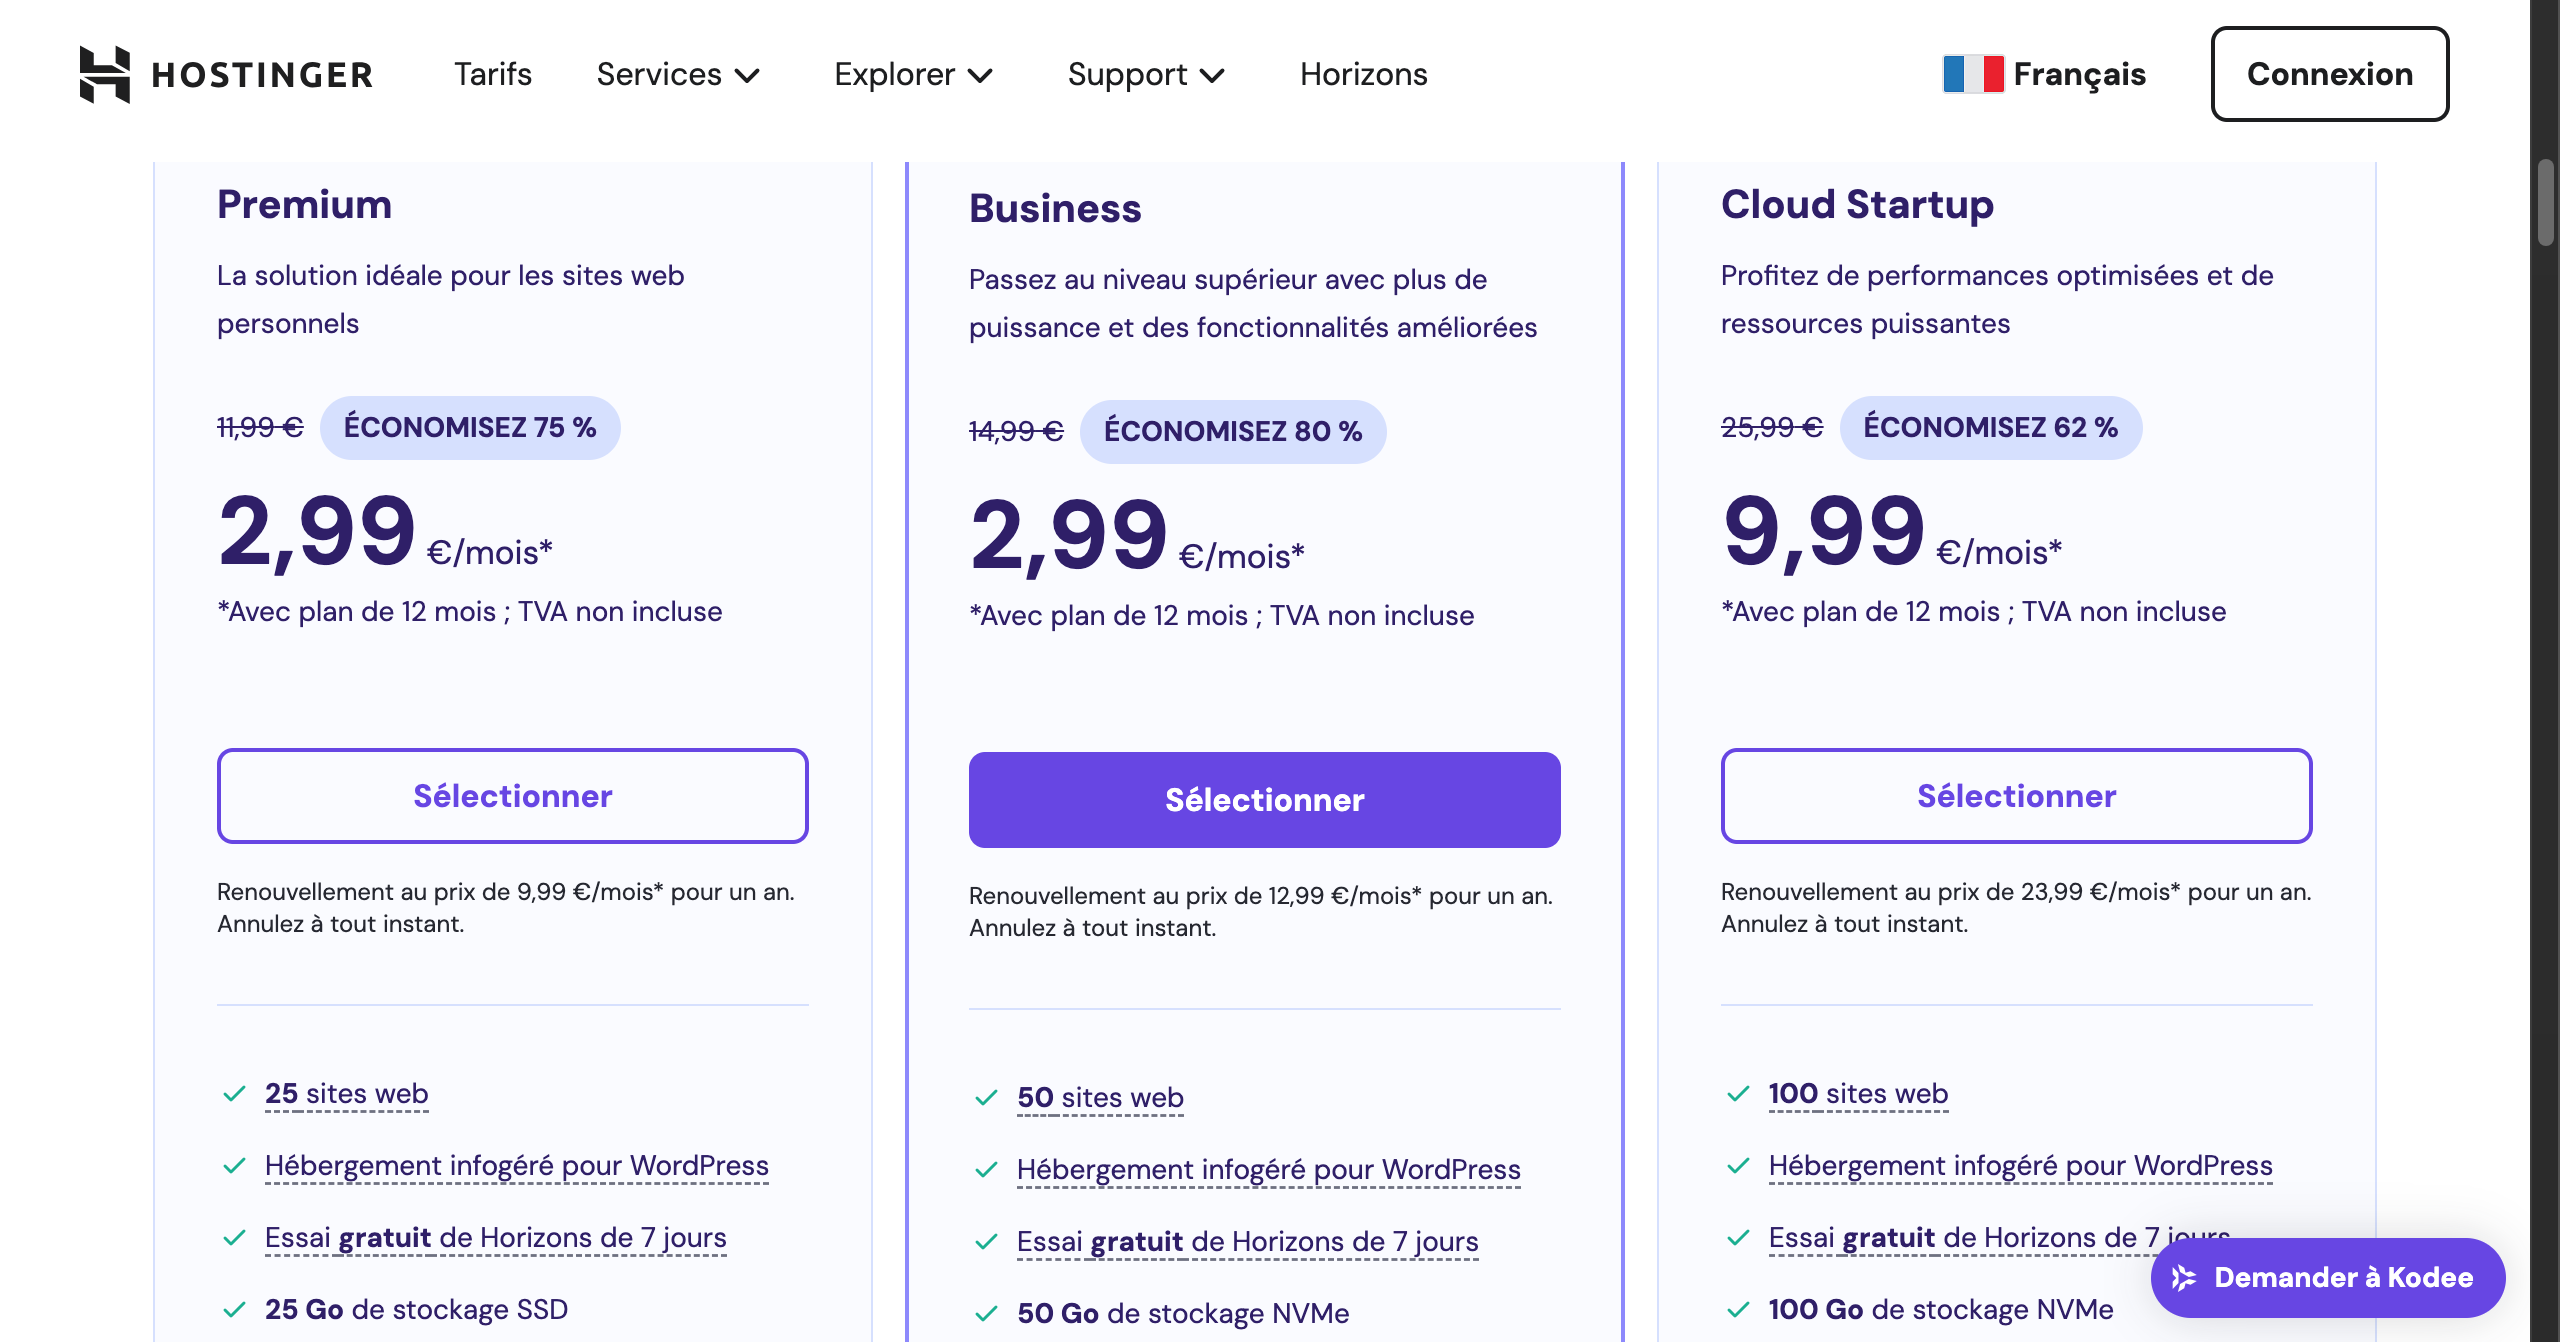 HOSTINGER
Tarifs
Services
Explorer
Support
Horizons
Français
Connexion
Premium
La solution idéale pour les sites web
personnels
11,99 €
ÉCONOMISEZ 75 %
2,99 €/mois*
*Avec plan de 12 mois ; TVA non incluse
Sélectionner
Renouvellement au prix de 9,99 €/mois* pour un an.
Annulez à tout instant.
25 sites web
Hébergement infogéré pour WordPress
Essai gratuit de Horizons de 7 jours
25 Go de stockage SSD
Business
Passez au niveau supérieur avec plus de
puissance et des fonctionnalités améliorées
14,99 €
ÉCONOMISEZ 80 %
2,99 €/mois*
*Avec plan de 12 mois ; TVA non incluse
Sélectionner
Renouvellement au prix de 12,99 €/mois* pour un an.
Annulez à tout instant.
50 sites web
Hébergement infogéré pour WordPress
Essai gratuit de Horizons de 7 jours
50 Go de stockage NVMe
Cloud Startup
Profitez de performances optimisées et de
ressources puissantes
25,99 €
ÉCONOMISEZ 62 %
9,99 €/mois*
*Avec plan de 12 mois ; TVA non incluse
Sélectionner
Renouvellement au prix de 23,99 €/mois* pour un an.
Annulez à tout instant.
100 sites web
Hébergement infogéré pour WordPress
Essai gratuit de Horizons de 7 jours
100 Go de stockage NVMe
Demander à Kodee